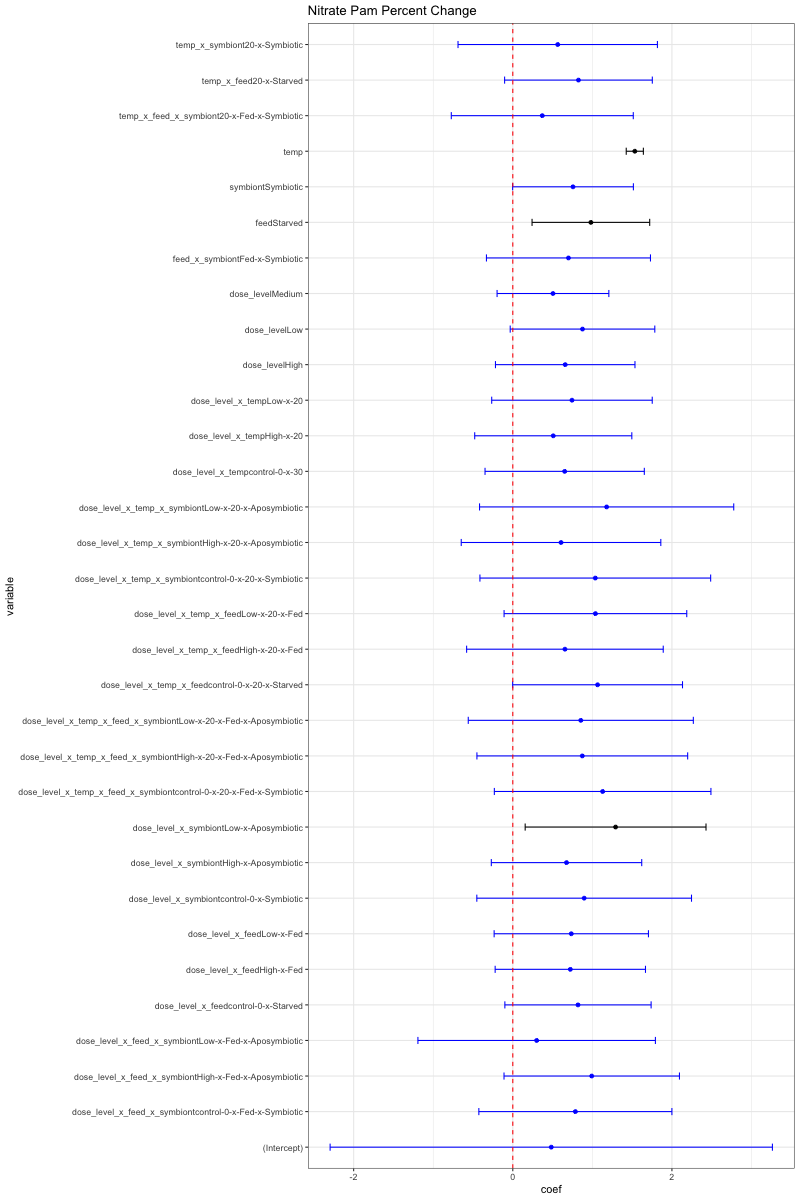 Nitrate Pam Percent Change
temp_x_symbiont20-x-Symbiotic
temp_x_feed20-x-Starved
temp_x_feed_x_symbiont20-x-Fed-x-Symbiotic
temp
symbiontSymbiotic
feedStarved
feed_x_symbiontFed-x-Symbiotic
dose_levelMedium
dose_levelLow
dose_levelHigh
dose_level_x_tempLow-x-20
dose_level_x_tempHigh-x-20
dose_level_x_tempcontrol-0-x-30
dose_level_x_temp_x_symbiontLow-x-20-x-Aposymbiotic
dose_level_x_temp_x_symbiontHigh-x-20-x-Aposymbiotic
dose_level_x_temp_x_symbiontcontrol-0-x-20-x-Symbiotic
dose_level_x_temp_x_feedLow-x-20-x-Fed
dose_level_x_temp_x_feedHigh-x-20-x-Fed
dose_level_x_temp_x_feedcontrol-0-x-20-x-Starved
dose_level_x_temp_x_feed_x_symbiontLow-x-20-x-Fed-x-Aposymbiotic
dose_level_x_temp_x_feed_x_symbiontHigh-x-20-x-Fed-x-Aposymbiotic
dose_level_x_temp_x_feed_x_symbiontcontrol-0-x-20-x-Fed-x-Symbiotic
dose_level_x_symbiontLow-x-Aposymbiotic
dose_level_x_symbiontHigh-x-Aposymbiotic
dose_level_x_symbiontcontrol-0-x-Symbiotic
dose_level_x_feedLow-x-Fed
dose_level_x_feedHigh-x-Fed
dose_level_x_feedcontrol-0-x-Starved
dose_level_x_feed_x_symbiontLow-x-Fed-x-Aposymbiotic
dose_level_x_feed_x_symbiontHigh-x-Fed-x-Aposymbiotic
dose_level_x_feed_x_symbiontcontrol-0-x-Fed-x-Symbiotic
(Intercept)
variable
-2 0 2
coef